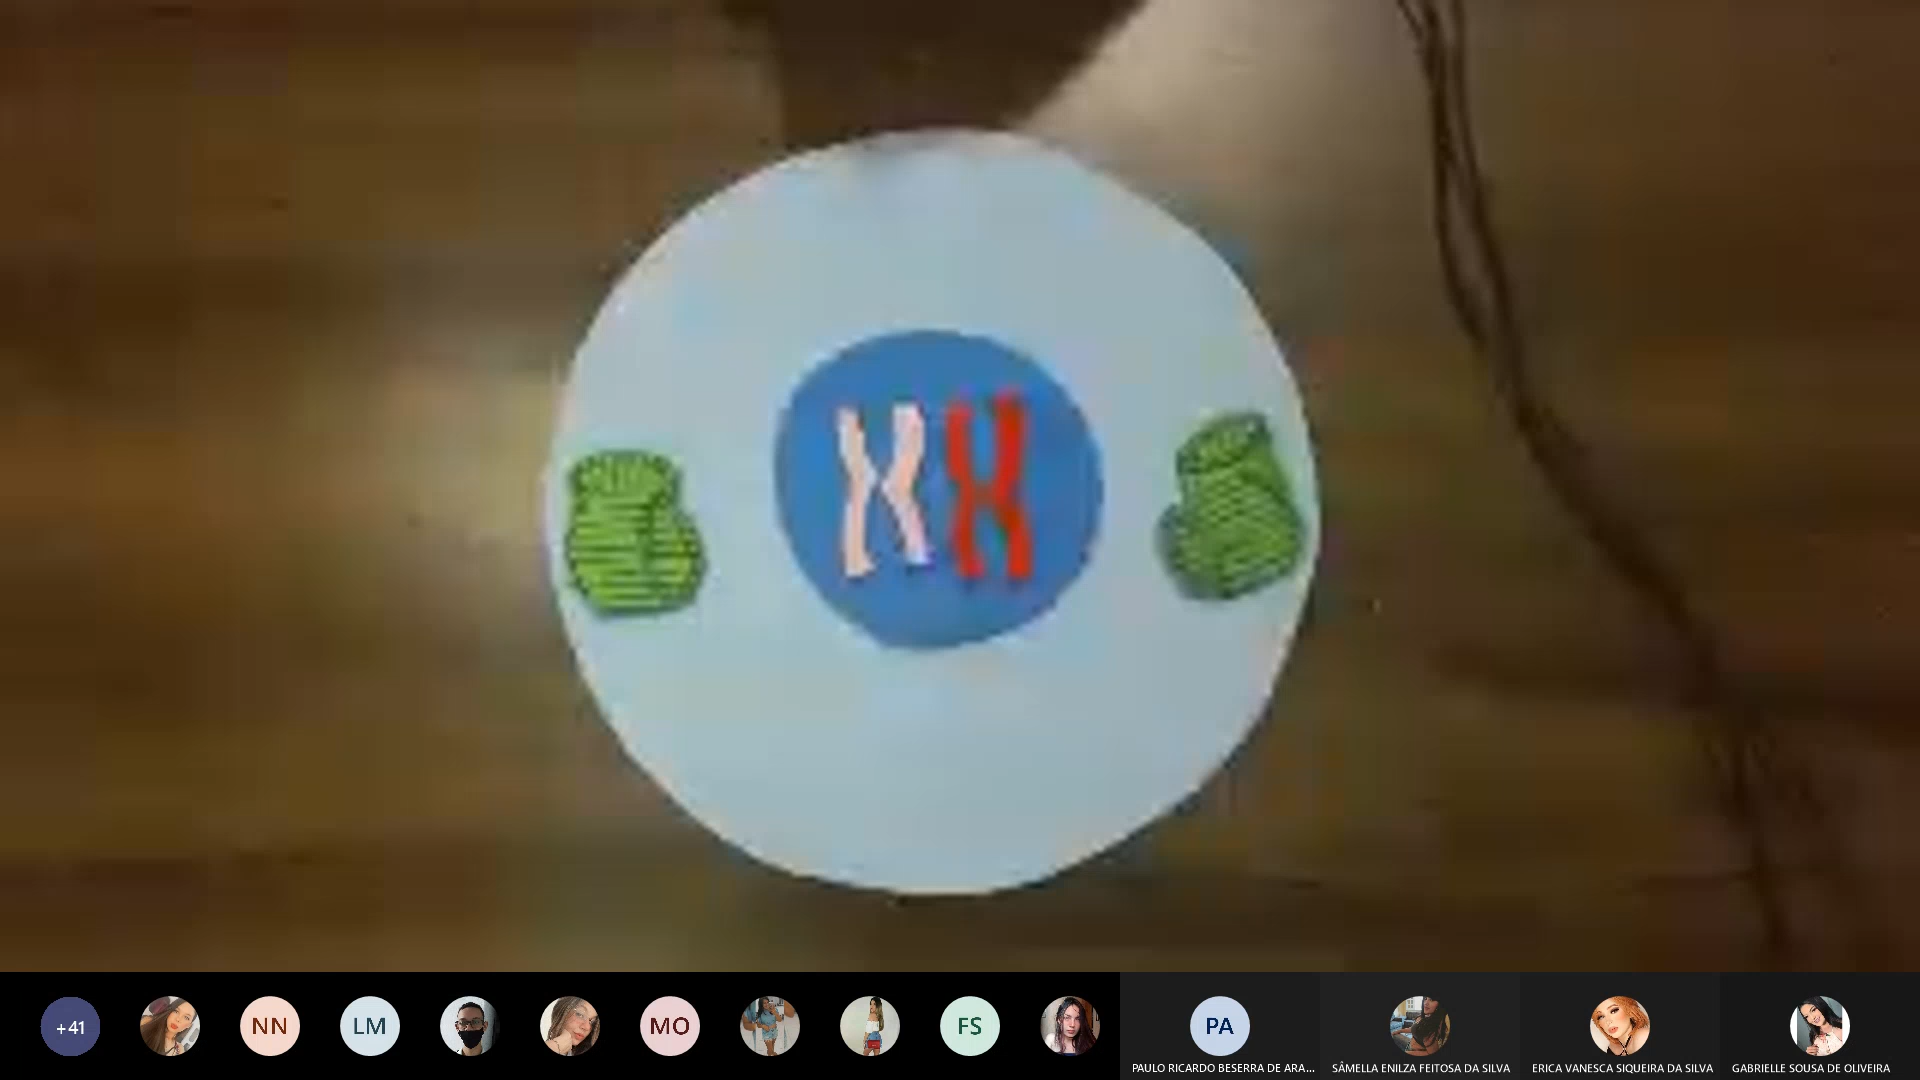 +41
NN
LM
MO
FS
PA
PAULO RICARDO BESERRA DE ARA...
SÂMELLA ENILZA FEITOSA DA SILVA
ERICA VANESCA SIQUEIRA DA SILVA
GABRIELLE SOUSA DE OLIVEIRA